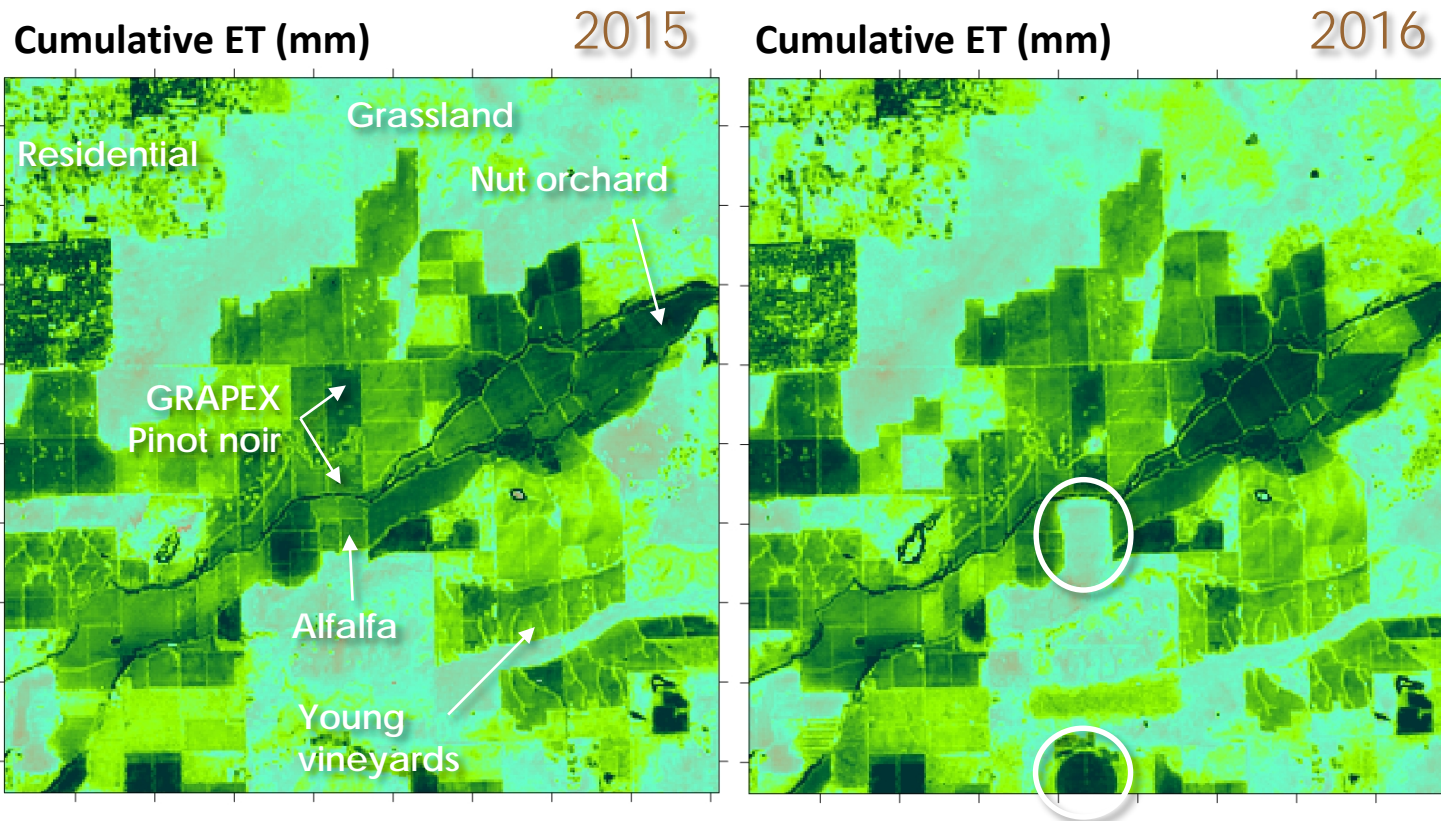 Cumulative ET (mm)
2015
Cumulative ET (mm)
2016
Grassland
Residential
Nut orchard
GRAPEX
Pinot noir
Alfalfa
Young
vineyards